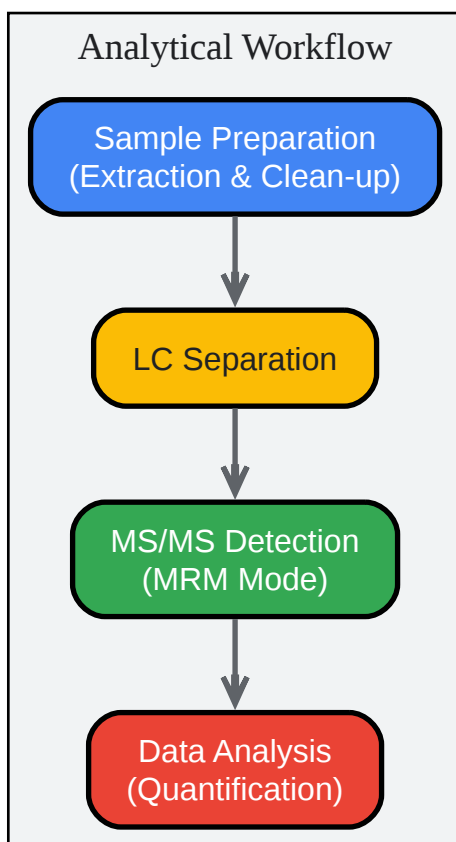 Analytical Workflow
Sample Preparation
(Extraction & Clean-up)
LC Separation
MS/MS Detection
(MRM Mode)
Data Analysis
(Quantification)